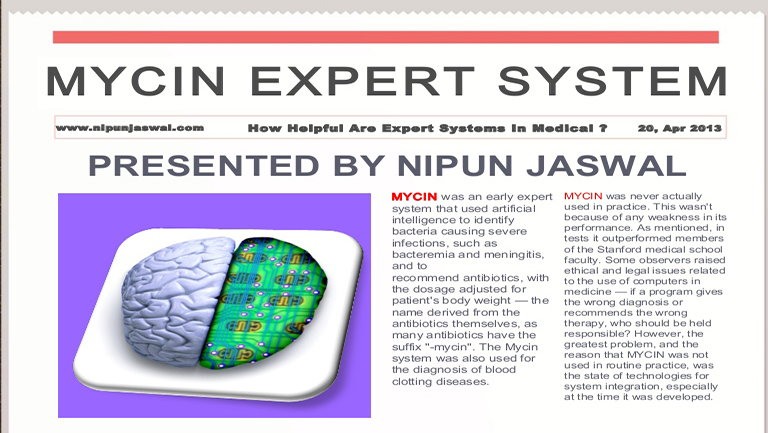 MYCIN EXPERT SYSTEM
www.nipunjaswal.com How Helpful Are Expert Systems In Medical ? 20, Apr 2013
PRESENTED BY NIPUN JASWAL
MYCIN was an early expert
system that used artificial
intelligence to identify
bacteria causing severe
infections, such as
bacteremia and meningitis,
and to
recommend antibiotics, with
the dosage adjusted for
patient's body weight — the
name derived from the
antibiotics themselves, as
many antibiotics have the
suffix "-mycin". The Mycin
system was also used for
the diagnosis of blood
clotting diseases.
MYCIN was never actually
used in practice. This wasn't
because of any weakness in its
performance. As mentioned, in
tests it outperformed members
of the Stanford medical school
faculty. Some observers raised
ethical and legal issues related
to the use of computers in
medicine — if a program gives
the wrong diagnosis or
recommends the wrong
therapy, who should be held
responsible? However, the
greatest problem, and the
reason that MYCIN was not
used in routine practice, was
the state of technologies for
system integration, especially
at the time it was developed.